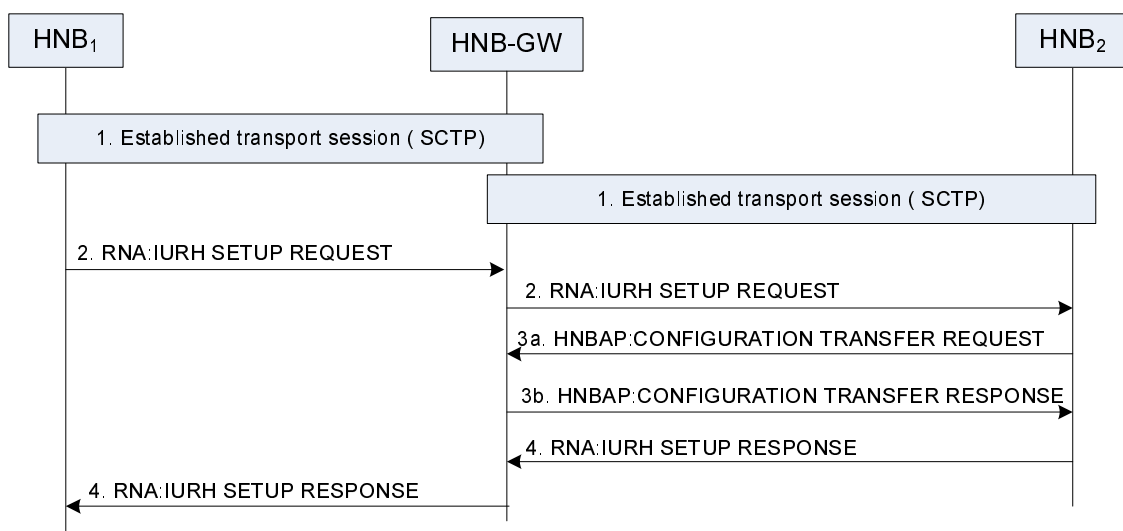 HNB₁
HNB-GW
HNB₂
1. Established transport session ( SCTP)
1. Established transport session ( SCTP)
2. RNA:IURH SETUP REQUEST
2. RNA:IURH SETUP REQUEST
3a. HNBAP:CONFIGURATION TRANSFER REQUEST
3b. HNBAP:CONFIGURATION TRANSFER RESPONSE
4. RNA:IURH SETUP RESPONSE
4. RNA:IURH SETUP RESPONSE